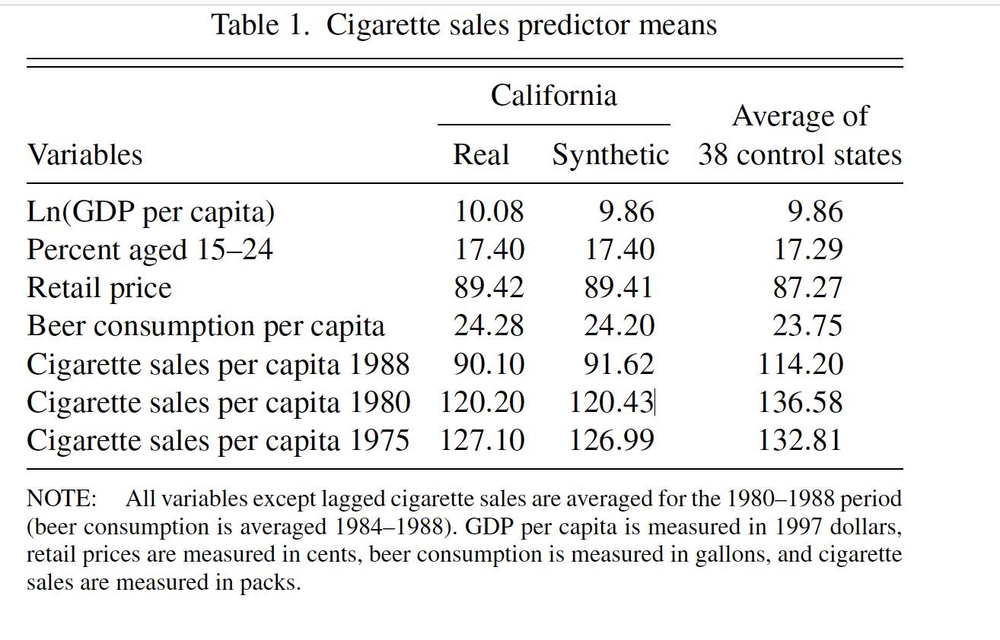 Table 1. Cigarette sales predictor means
California
Average of
Variables Real Synthetic 38 control states
Ln(GDP per capita) 10.08 9.86 9.86
Percent aged 15–24 17.40 17.40 17.29
Retail price 89.42 89.41 87.27
Beer consumption per capita 24.28 24.20 23.75
Cigarette sales per capita 1988 90.10 91.62 114.20
Cigarette sales per capita 1980 120.20 120.43 136.58
Cigarette sales per capita 1975 127.10 126.99 132.81
NOTE: All variables except lagged cigarette sales are averaged for the 1980–1988 period
(beer consumption is averaged 1984–1988). GDP per capita is measured in 1997 dollars,
retail prices are measured in cents, beer consumption is measured in gallons, and cigarette
sales are measured in packs.